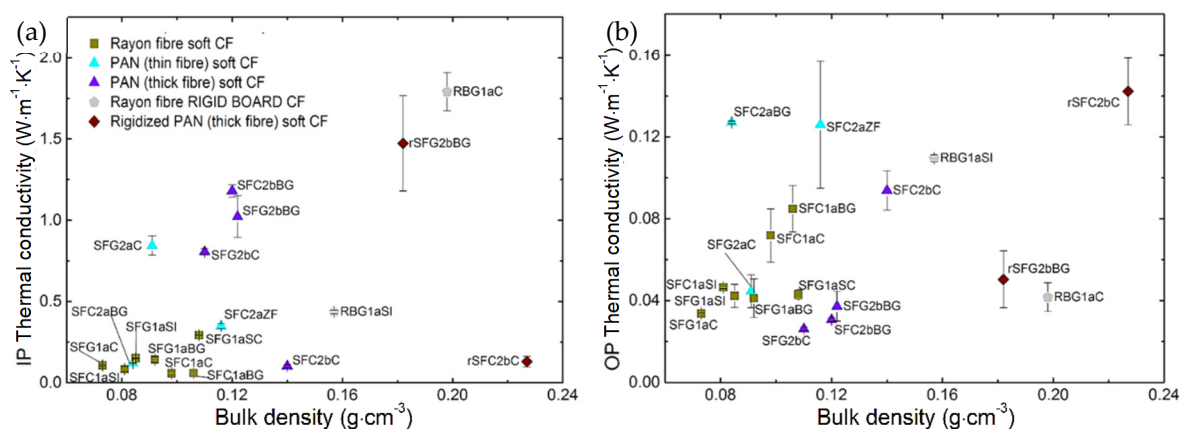 (a)
IP Thermal conductivity (W·m⁻¹·K⁻¹)
2.0
1.5
1.0
0.5
0.0
Rayon fibre soft CF
PAN (thin fibre) soft CF
PAN (thick fibre) soft CF
Rayon fibre RIGID BOARD CF
Rigidized PAN (thick fibre) soft CF
RBG1aC
rSFG2bBG
SFC2bBG
SFG2bBG
SFG2aC
SFG2bC
SFC2aBG
SFC2aZF
RBG1aSI
SFG1aSI
SFG1aSC
SFG1aC
SFG1aBG
SFC1aC
SFC2bC
rSFC2bC
SFC1aSI
SFC1aBG
0.08
0.12
0.16
0.20
0.24
Bulk density (g·cm⁻³)
(b)
OP Thermal conductivity (W·m⁻¹·K⁻¹)
0.16
0.12
0.08
0.04
0.00
rSFC2bC
SFC2aBG
SFC2aZF
RBG1aSI
SFC2bC
SFC1aBG
SFC1aC
SFG2aC
rSFG2bBG
SFC1aSI
SFG1aSC
SFG1aSI
SFG1aBG
SFG2bBG
RBG1aC
SFG1aC
SFC2bBG
SFG2bC
0.08
0.12
0.16
0.20
0.24
Bulk density (g·cm⁻³)